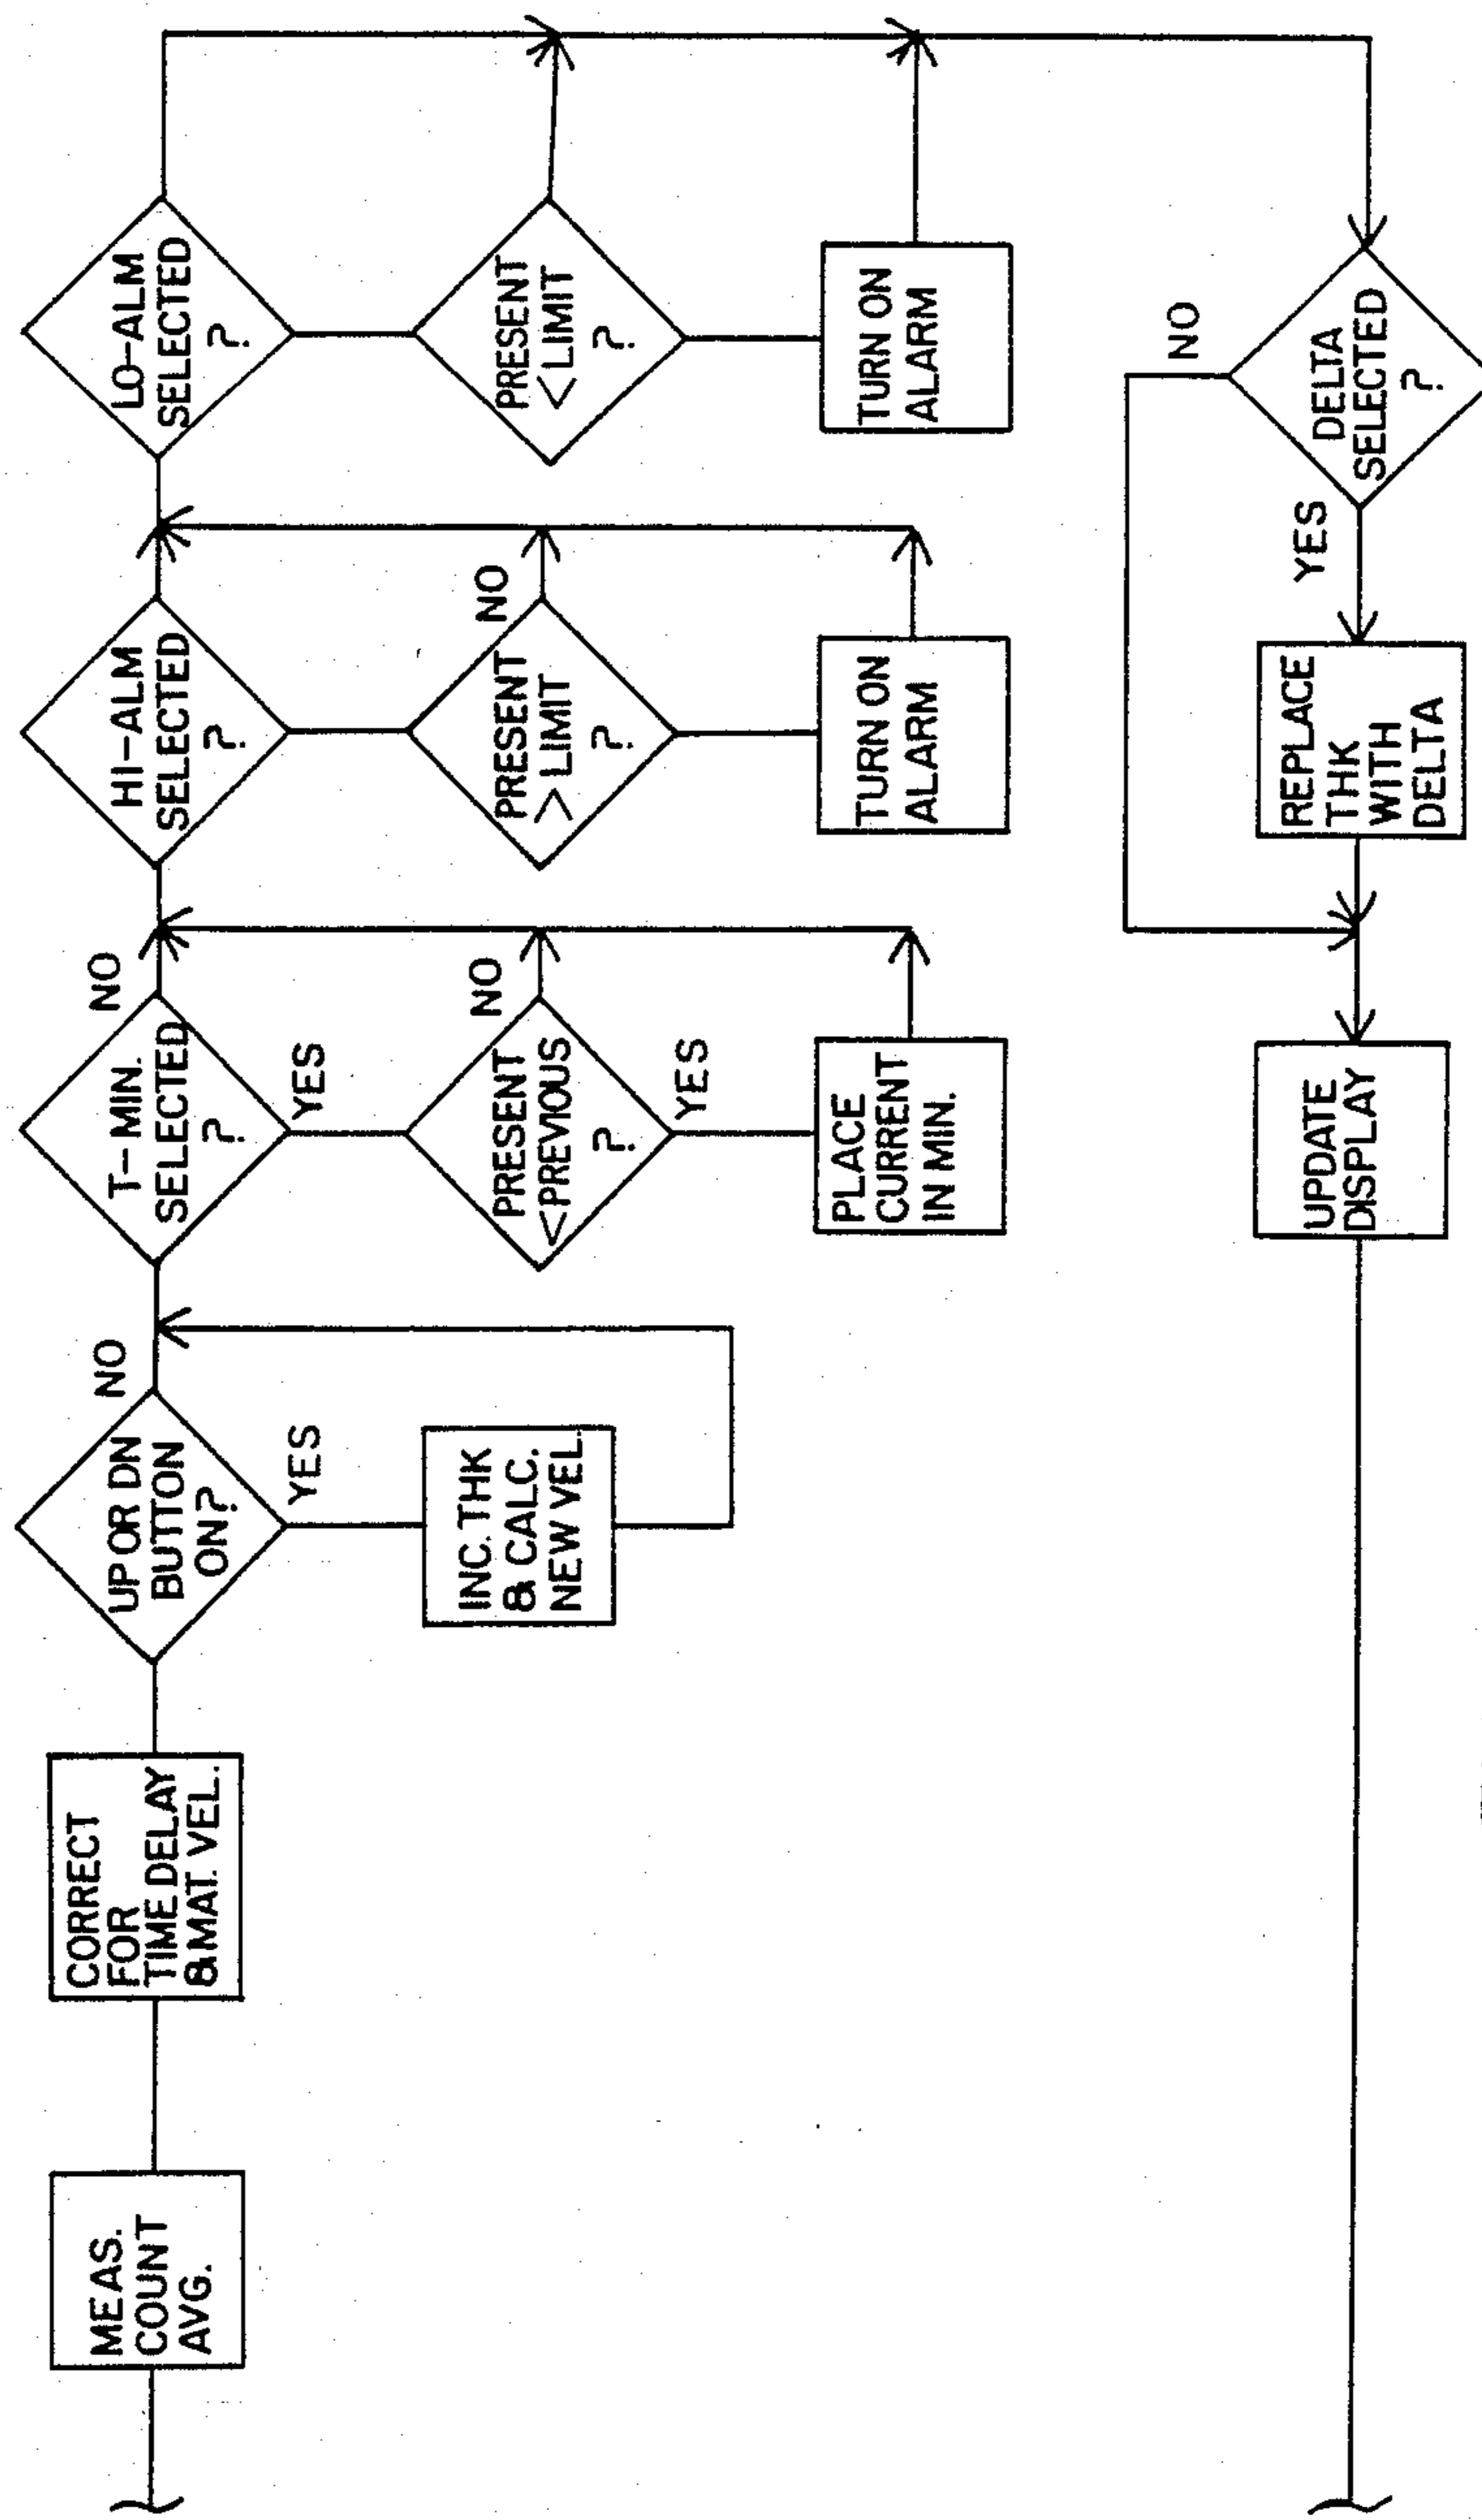 MEAS.
COUNT
AVG.
CORRECT
FOR
TIME DELAY
& MAT. VEL.
UP OR DN
BUTTON
ON?
NO
YES
INC. THK
& CALC.
NEW VEL.
T-MIN.
SELECTED
?
NO
YES
PRESENT
<PREVIOUS
?
NO
YES
PLACE
CURRENT
IN MIN.
HI-ALM
SELECTED
?
PRESENT
>LIMIT
?
NO
TURN ON
ALARM
LO-ALM
SELECTED
?
PRESENT
<LIMIT
?
TURN ON
ALARM
DELTA
SELECTED
?
NO
YES
REPLACE
THK
WITH
DELTA
UPDATE
DISPLAY